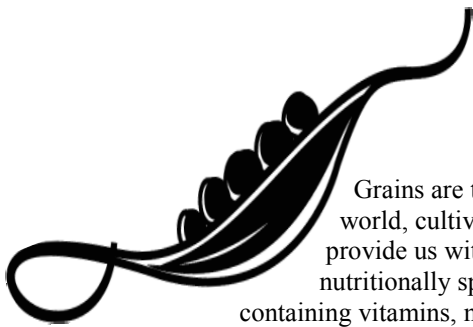 Grains are t
world, cultiv
provide us wit
nutritionally sp
containing vitamins, m